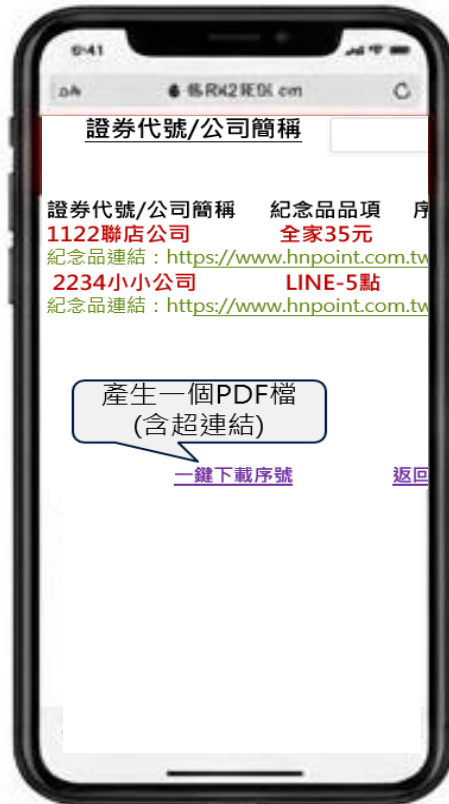 證券代號/公司簡稱
證券代號/公司簡稱 紀念品品項 序
1122聯店公司 全家35元
紀念品連結：https://www.hnpoint.com.tw
2234小小公司 LINE-5點
紀念品連結：https://www.hnpoint.com.tw
產生一個PDF檔
(含超連結)
一鍵下載序號 返回